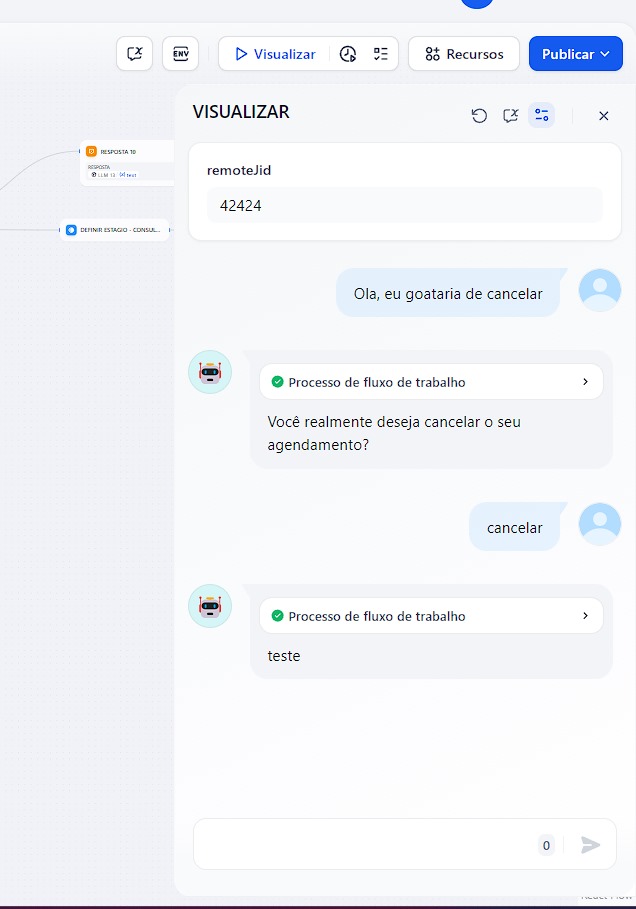 ENV
Visualizar
Recursos
Publicar
VISUALIZAR
RESPOSTA 10
RESPOSTA
LLM 13 (x) text
DEFINIR ESTAGIO - CONSUL...
remoteJid
42424
Ola, eu goataria de cancelar
Processo de fluxo de trabalho
Você realmente deseja cancelar o seu
agendamento?
cancelar
Processo de fluxo de trabalho
teste
0
React Flow